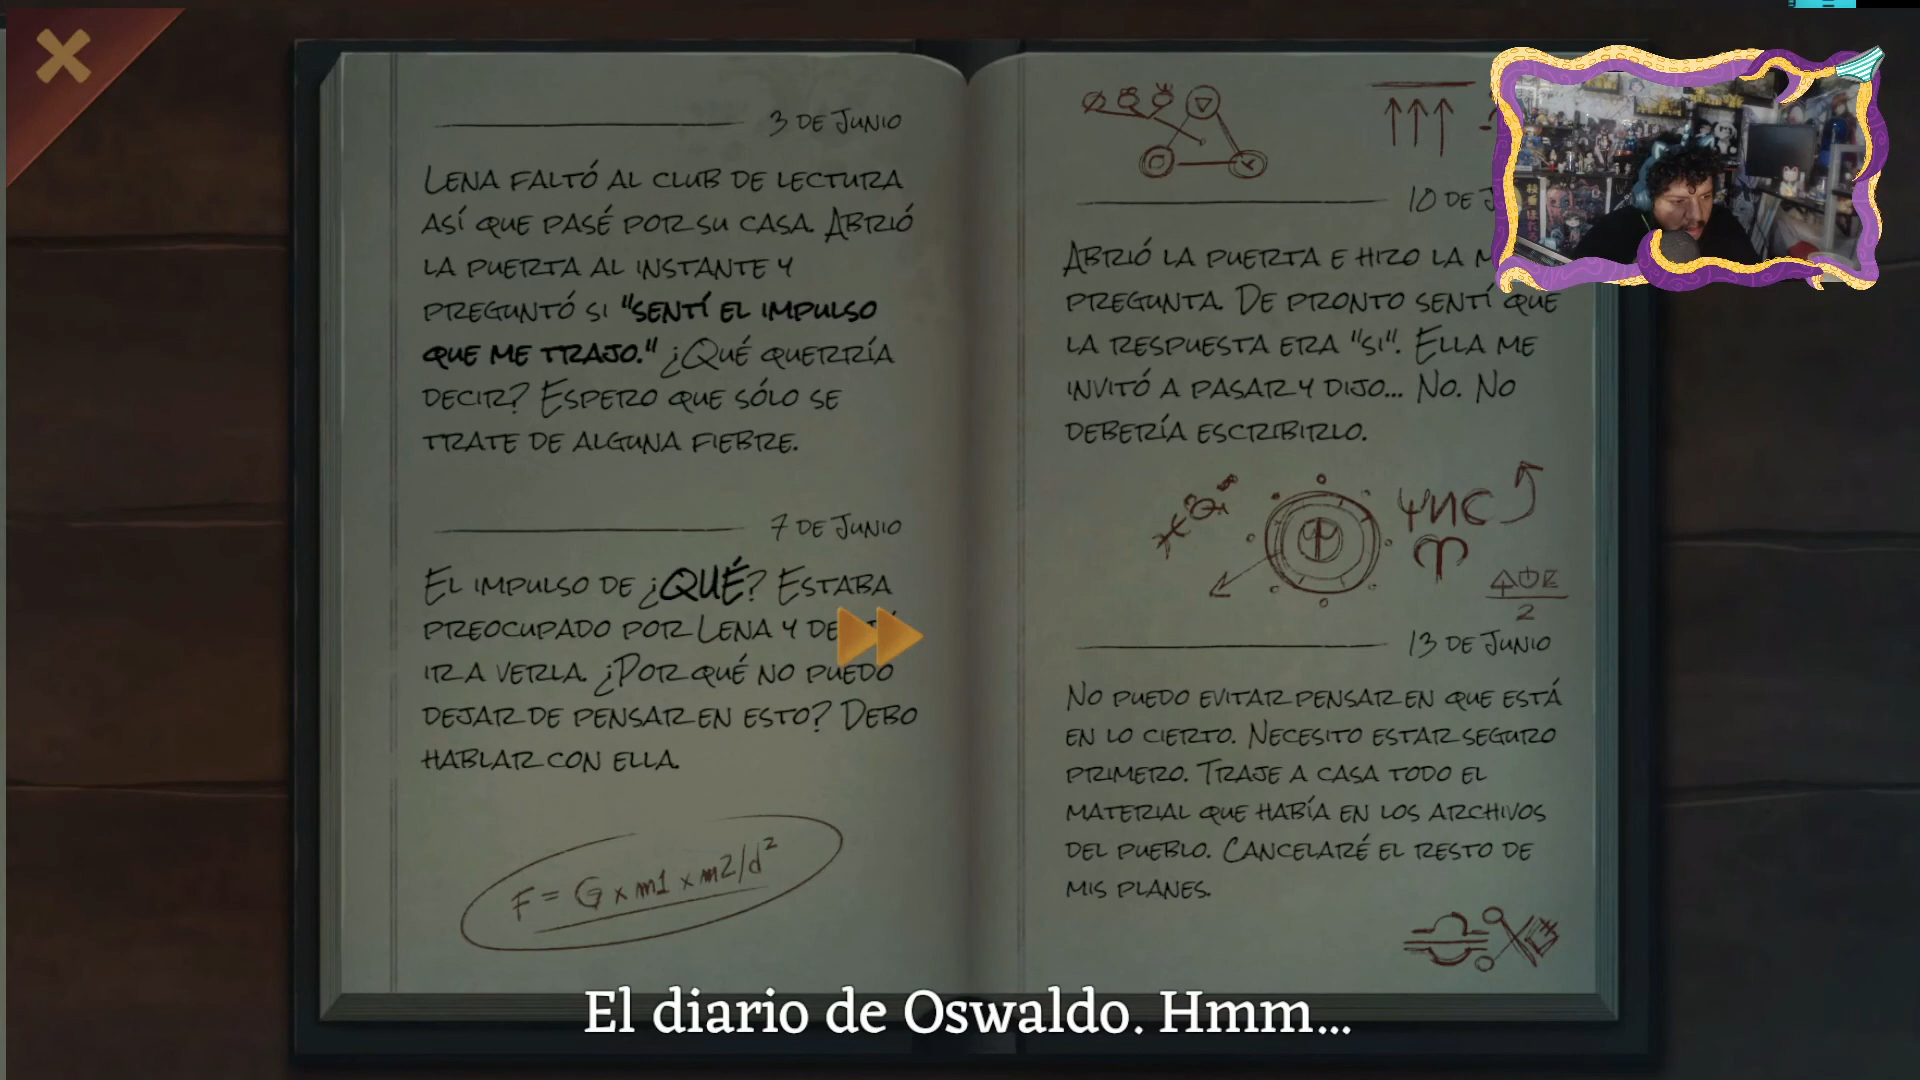 3 DE JUNIO
LENA FALTÓ AL CLUB DE LECTURA
ASÍ QUE PASÉ POR SU CASA. ABRIÓ
LA PUERTA AL INSTANTE Y
PREGUNTÓ SI "SENTÍ EL IMPULSO
QUE ME TRAJO." ¿QUÉ QUERRÍA
DECIR? ESPERO QUE SÓLO SE
TRATE DE ALGUNA FIEBRE.
7 DE JUNIO
EL IMPULSO DE ¿QUÉ? ESTABA
PREOCUPADO POR LENA Y
IR A VERLA. ¿POR QUÉ NO PUEDO
DEJAR DE PENSAR EN ESTO? DEBO
HABLAR CON ELLA.
F = G x m1 x m2/d²
10 DE
ABRIÓ LA PUERTA E HIZO LA
PREGUNTA. DE PRONTO SENTÍ QUE
LA RESPUESTA ERA "SI". ELLA ME
INVITÓ A PASAR Y DIJO... NO. NO
DEBERÍA ESCRIBIRLO.
2
13 DE JUNIO
NO PUEDO EVITAR PENSAR EN QUE ESTÁ
EN LO CIERTO. NECESITO ESTAR SEGURO
PRIMERO. TRAJE A CASA TODO EL
MATERIAL QUE HABÍA EN LOS ARCHIVOS
DEL PUEBLO. CANCELARÉ EL RESTO DE
MIS PLANES.
El diario de Oswaldo. Hmm...